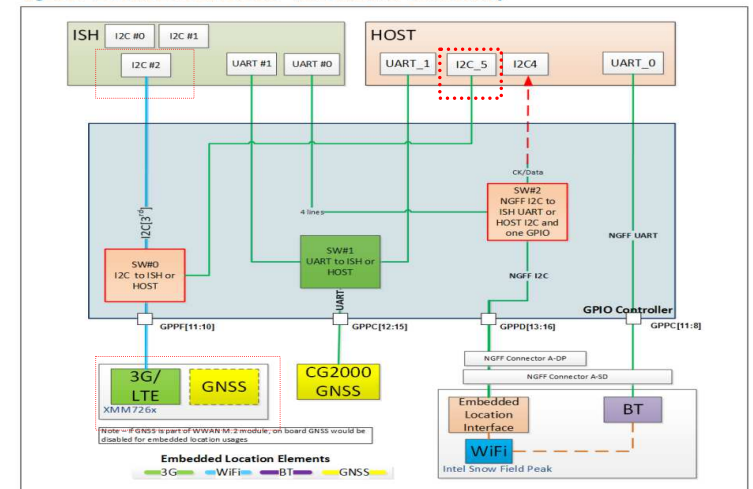 ISH
I2C #0
I2C #1
I2C #2
UART #1
UART #0
HOST
UART_1
I2C_5
I2C4
UART_0
CK/Data
I2C[3rd]
4 lines
SW#0
I2C to ISH or
HOST
SW#1
UART to ISH or
HOST
SW#2
NGFF I2C to
ISH UART or
HOST I2C and
one GPIO
NGFF UART
NGFF I2C
UART
GPIO Controller
GPPF[11:10]
GPPC[12:15]
GPPD[13:16]
GPPC[11:8]
3G/
LTE
GNSS
XMM726x
CG2000
GNSS
NGFF Connector A-DP
NGFF Connector A-SD
Embedded
Location
Interface
BT
WiFi
Intel Snow Field Peak
Note – If GNSS is part of WWAN M.2 module, on board GNSS would be
disabled for embedded location usages
Embedded Location Elements
3G
WiFi
BT
GNSS